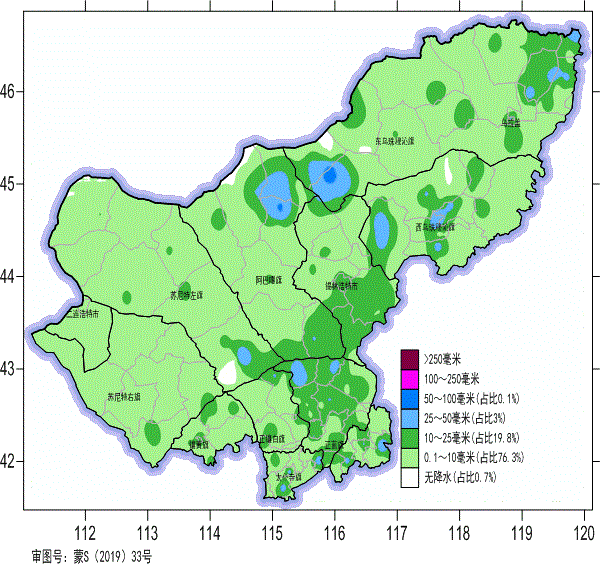 46
45
44
43
42
112
113
114
115
116
117
118
119
120
乌拉盖
东乌珠穆沁旗
西乌珠穆沁旗
阿巴嘎旗
锡林浩特市
苏尼特左旗
二连浩特市
苏尼特右旗
镶黄旗
正镶白旗
正蓝旗
太仆寺旗
>250毫米
100~250毫米
50~100毫米(占比0.1%)
25~50毫米(占比3%)
10~25毫米(占比19.8%)
0.1~10毫米(占比76.3%)
无降水(占比0.7%)
审图号: 蒙S (2019) 33号